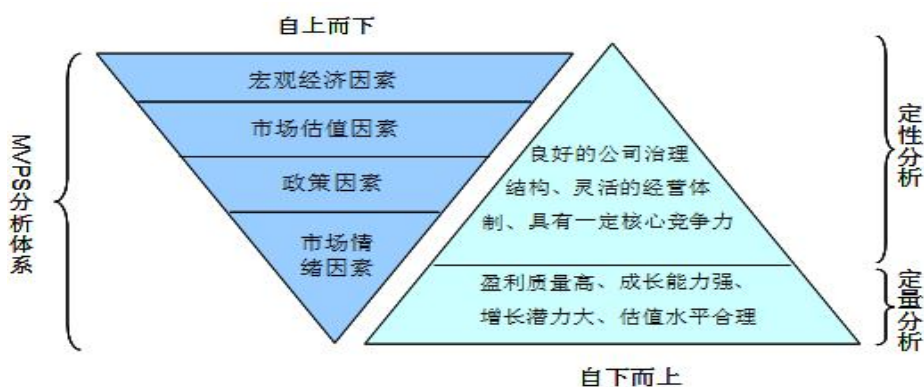 自上而下
MVPS分析体系
宏观经济因素
市场估值因素
政策因素
市场情
绪因素
良好的公司治理
结构、灵活的经营体
制、具有一定核心竞争力
盈利质量高、成长能力强、
增长潜力大、估值水平合理
定性分析
定量分析
自下而上